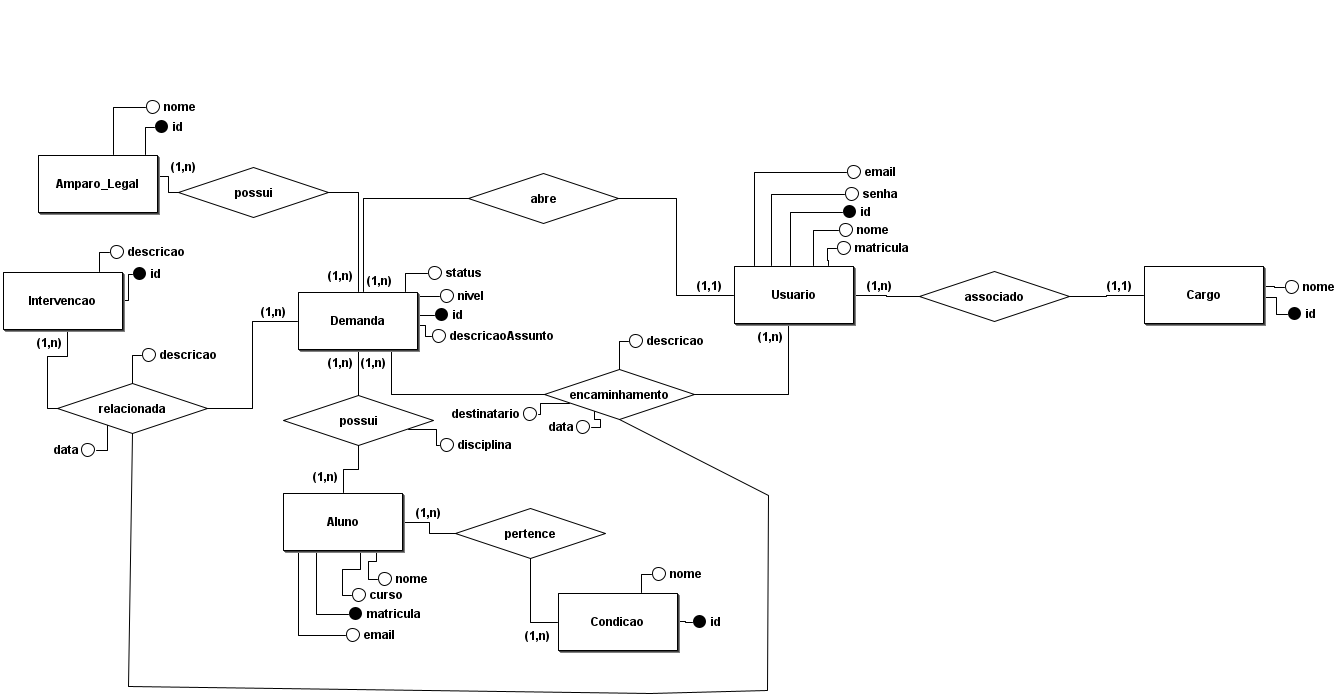 nome
id
(1,n)
Amparo_Legal
possui
abre
email
senha
id
nome
matricula
descricao
id
Intervencao
(1,n)
(1,n)
status
nivel
id
descricaoAssunto
Demanda
(1,n)
(1,1)
Usuario
(1,n)
associado
(1,1)
Cargo
nome
id
(1,n)
(1,n)
descricao
relacionada
data
(1,n)
(1,n)
descricao
encaminhamento
destinatario
data
possui
disciplina
(1,n)
Aluno
(1,n)
pertence
nome
curso
matricula
email
nome
Condicao
id
(1,n)